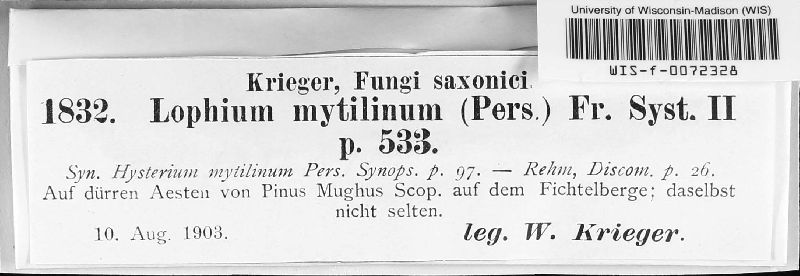 University of Wisconsin-Madison (WIS)
WIS-f-0072328
Krieger, Fungi saxonici
1832. Lophium mytilinum (Pers.) Fr. Syst. II
p. 533.
Syn. Hysterium mytilinum Pers. Synops. p. 97. — Rehm, Discom. p. 26.
Auf dürren Aesten von Pinus Mughus Scop. auf dem Fichtelberge; daselbst
nicht selten.
10. Aug. 1903. leg. W. Krieger.